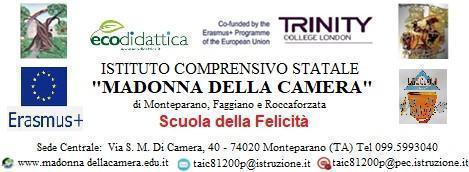 ecodidattica
Co-funded by the
Erasmus+ Programme
of the European Union
TRINITY
COLLEGE LONDON
ISTITUTO COMPRENSIVO STATALE
"MADONNA DELLA CAMERA"
di Monteparano, Faggiano e Roccaforzata
Erasmus+
Scuola della Felicità
Sede Centrale: Via S. M. Di Camera, 40 - 74020 Monteparano (TA) Tel 099.5993040
www.madonna dellacamera.edu.it taic81200p@istruzione.it taic81200p@pec.istruzione.it